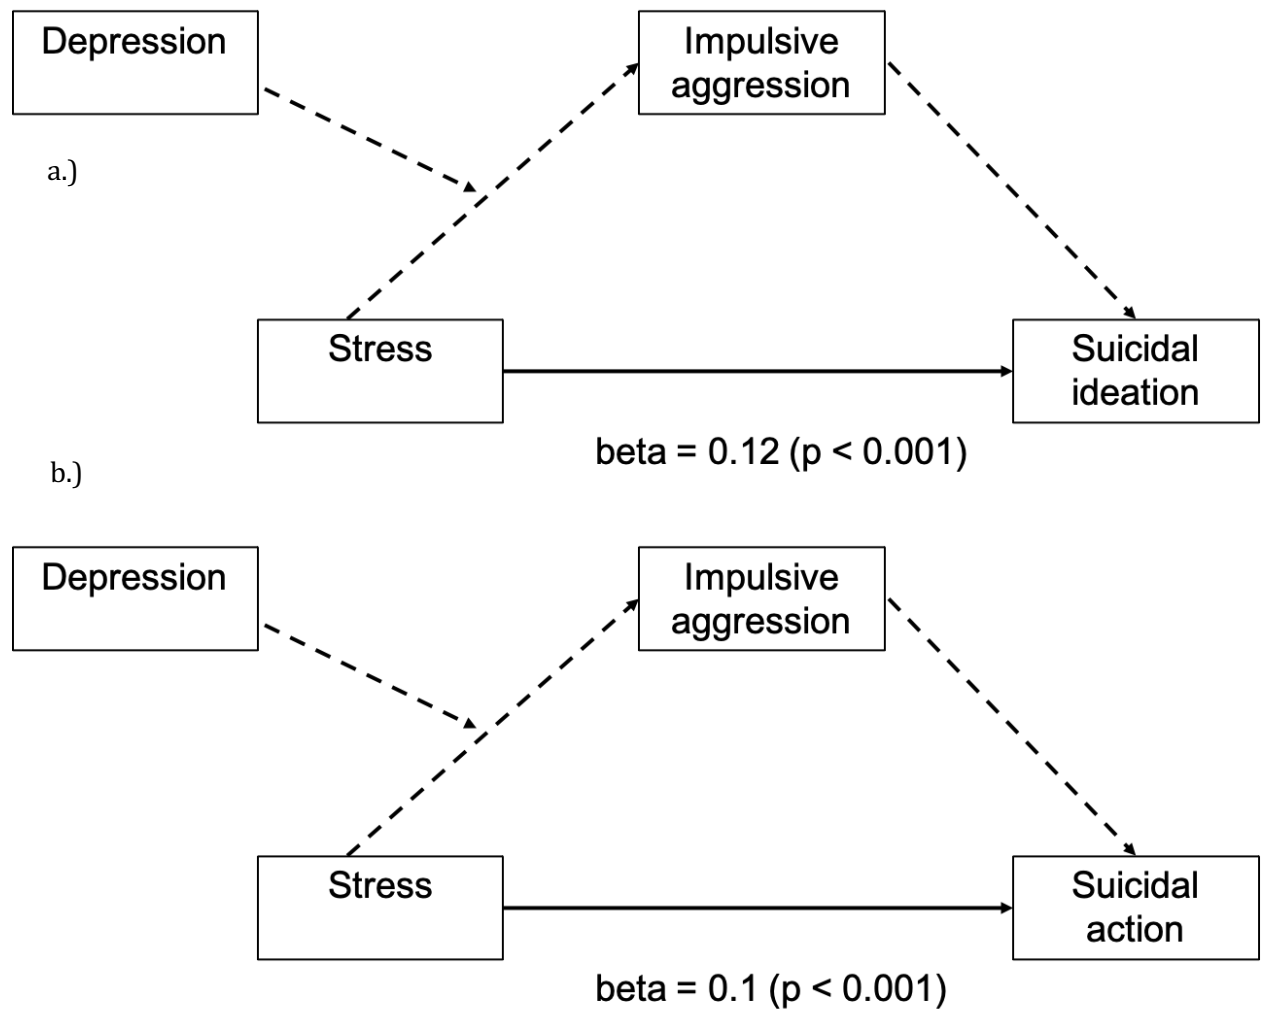 Depression
Impulsive
aggression
a.)
Stress
Suicidal
ideation
beta = 0.12 (p < 0.001)
b.)
Depression
Impulsive
aggression
Stress
Suicidal
action
beta = 0.1 (p < 0.001)